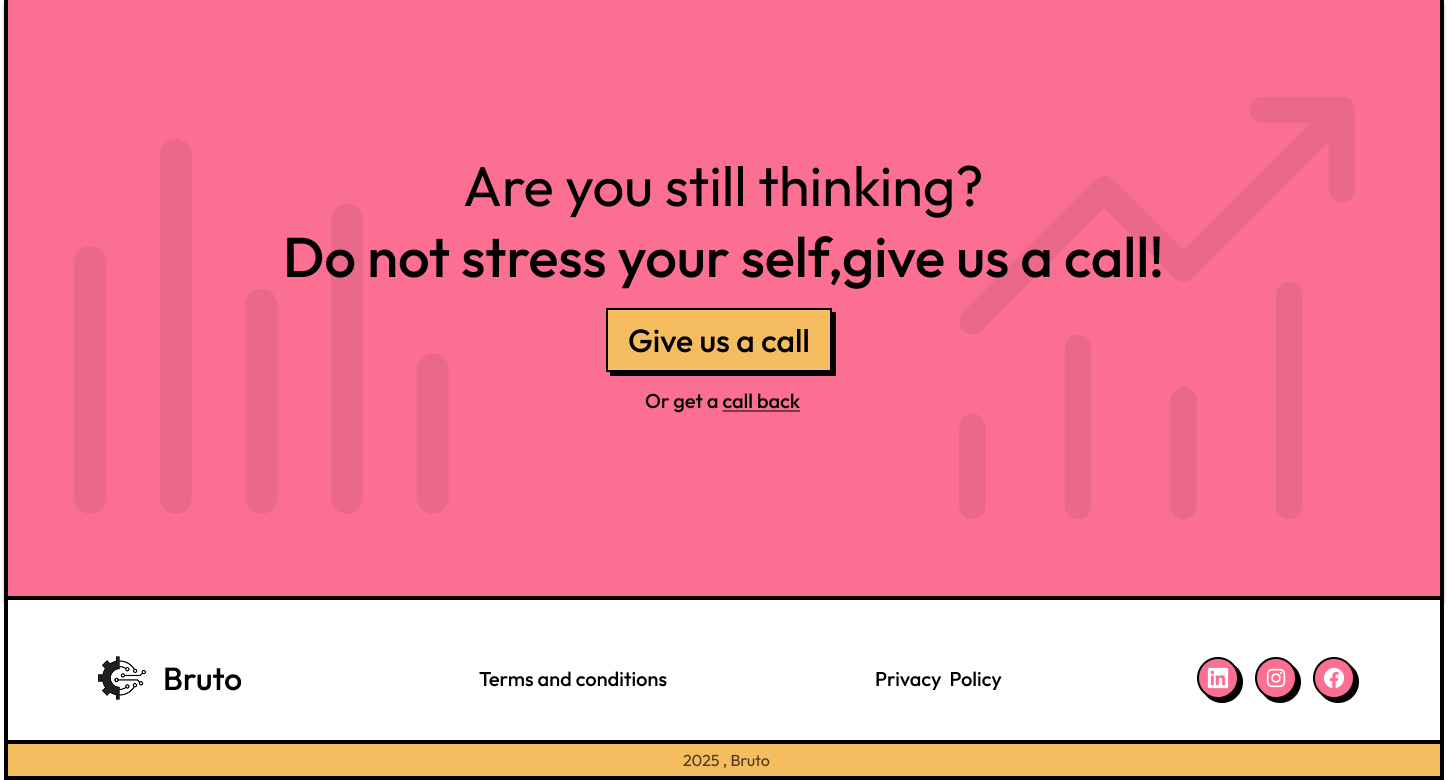 Are you still thinking?
Do not stress your self,give us a call!
Give us a call
Or get a call back
Bruto
Terms and conditions
Privacy  Policy
2025 , Bruto